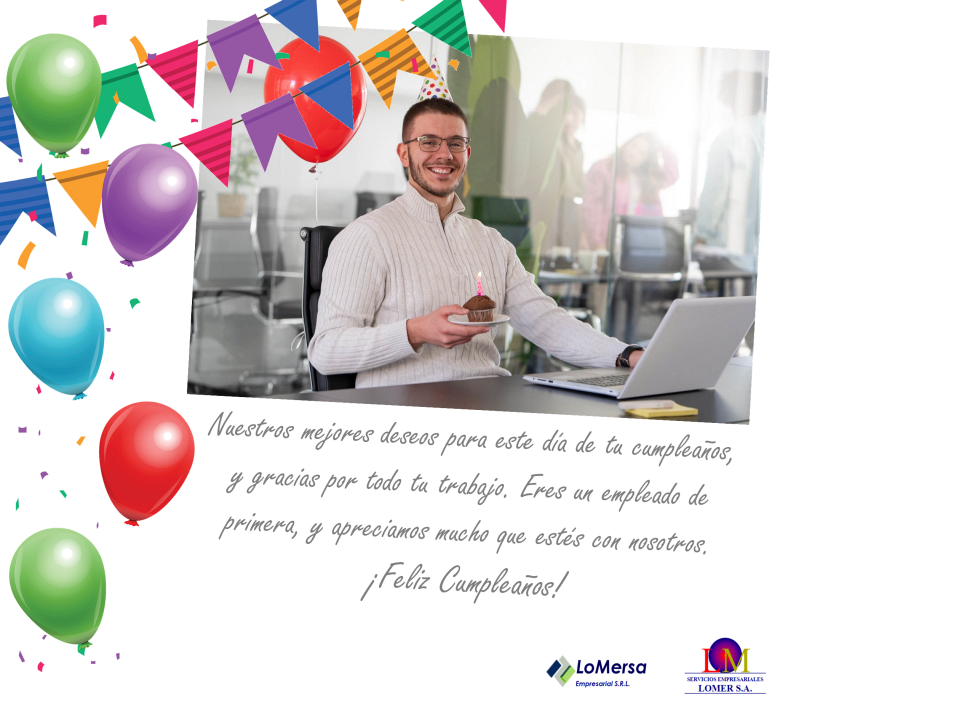 Nuestros mejores deseos para este día de tu cumpleaños,
y gracias por todo tu trabajo. Eres un empleado de
primera, y apreciamos mucho que estés con nosotros.
¡Feliz Cumpleaños!
LoMersa
Empresarial S.R.L.
LM
SERVICIOS EMPRESARIALES
LOMER S.A.